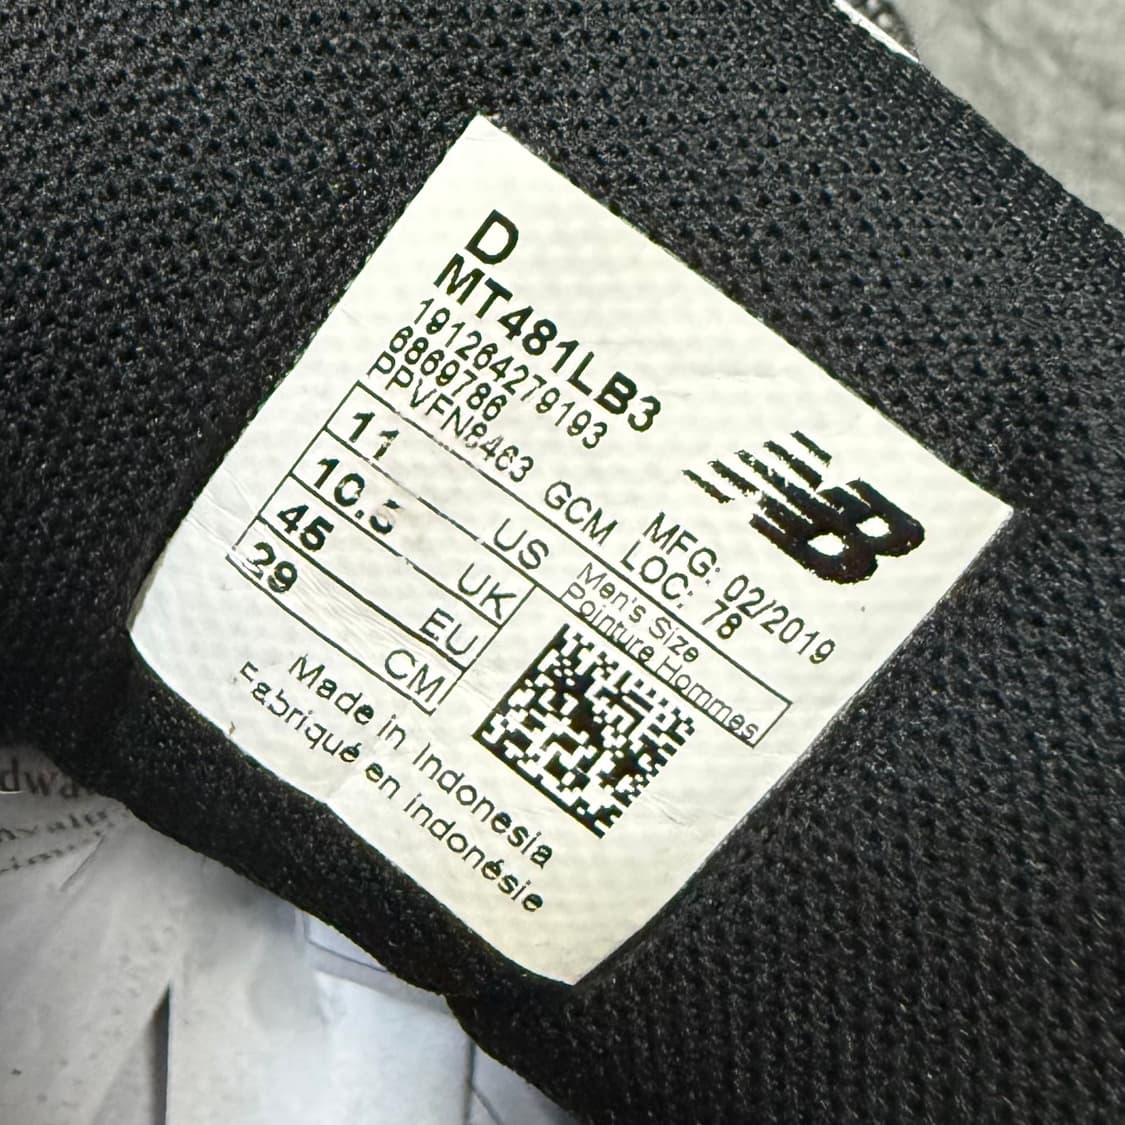 D
MT481LB3
191264279193
6869786
PPVFN8463 GCM
MFG: 02/2019
LOC: 78
NB
11 US
Men's Size
Pointure Hommes
10.5 UK
45 EU
29 CM
Made in Indonesia
Fabriqué en indonésie